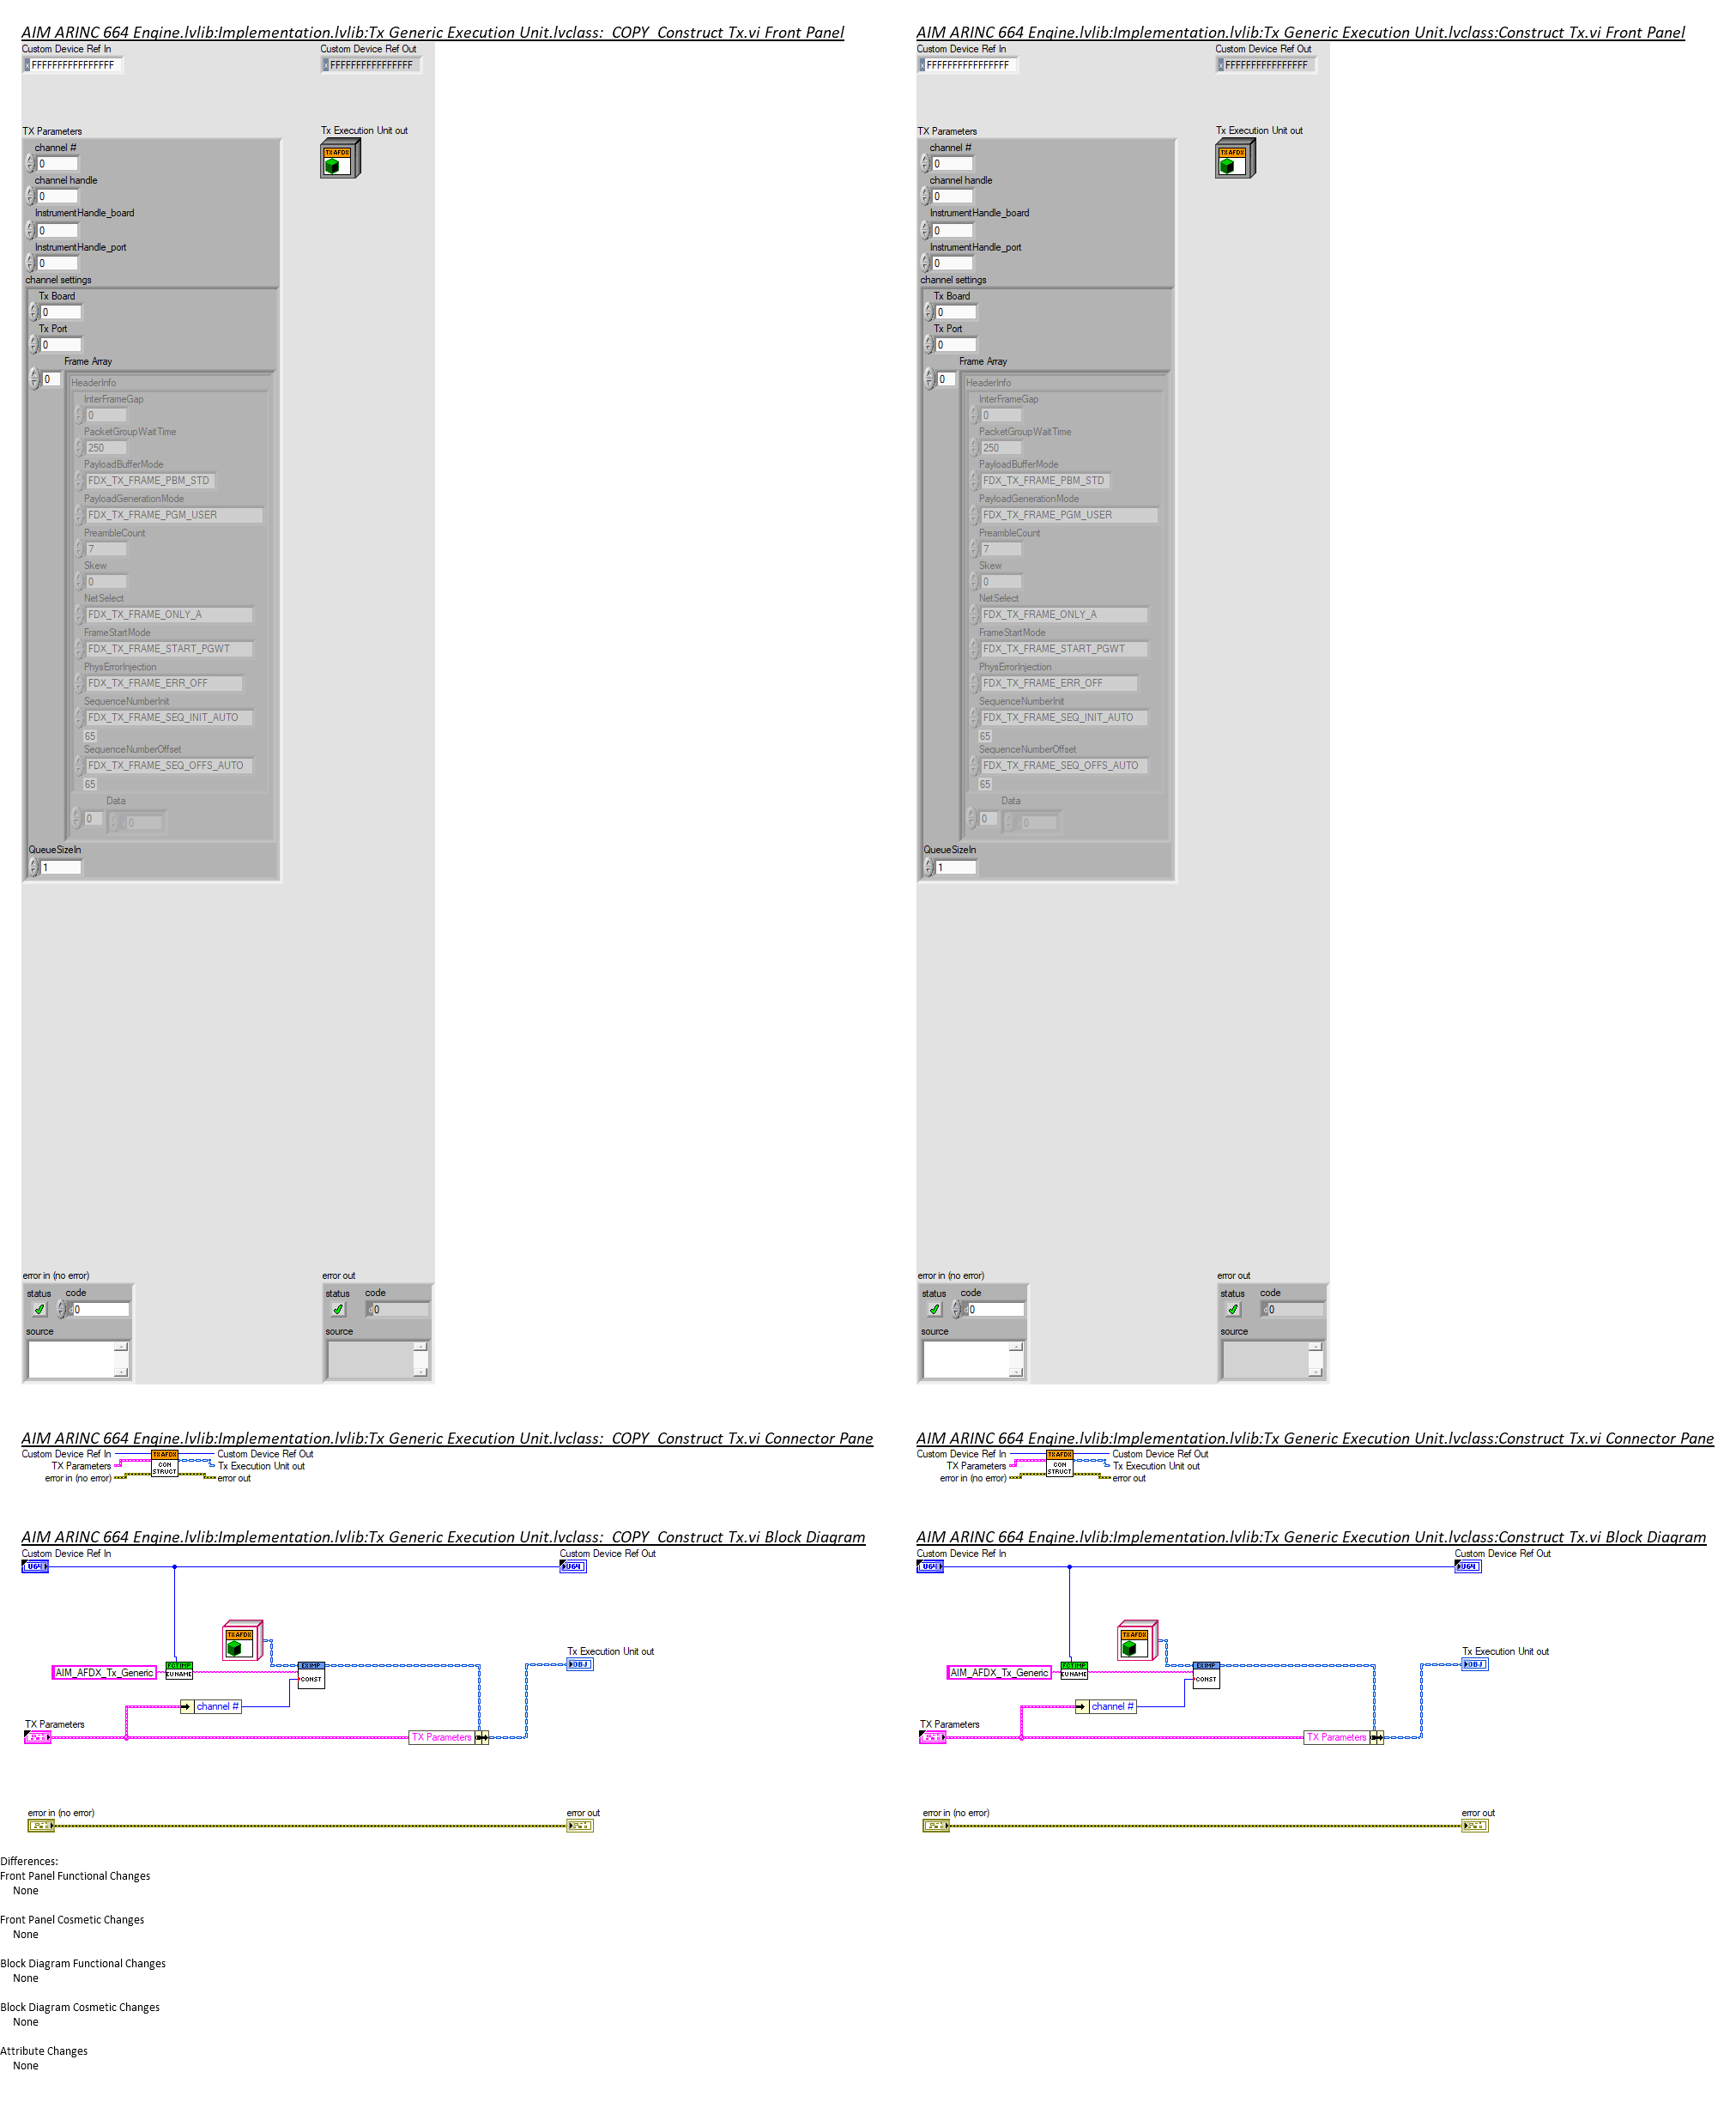 AIM ARINC 664 Engine.lvlib:Implementation.lvlib:Tx Generic Execution Unit.lvclass:  COPY  Construct Tx.vi Front Panel
Custom Device Ref In
Custom Device Ref Out
x FFFFFFFFFFFFFFFF
x FFFFFFFFFFFFFFFF
TX Parameters
Tx Execution Unit out
TX AFDX
channel #
0
channel handle
0
InstrumentHandle_board
0
InstrumentHandle_port
0
channel settings
Tx Board
0
Tx Port
0
Frame Array
0
HeaderInfo
InterFrameGap
0
PacketGroupWaitTime
250
PayloadBufferMode
FDX_TX_FRAME_PBM_STD
PayloadGenerationMode
FDX_TX_FRAME_PGM_USER
PreambleCount
7
Skew
0
NetSelect
FDX_TX_FRAME_ONLY_A
FrameStartMode
FDX_TX_FRAME_START_PGWT
PhysErrorInjection
FDX_TX_FRAME_ERR_OFF
SequenceNumberInit
FDX_TX_FRAME_SEQ_INIT_AUTO
65
SequenceNumberOffset
FDX_TX_FRAME_SEQ_OFFS_AUTO
65
Data
0
0
QueueSizeIn
1
error in (no error)
error out
status
code
d0
source
status
code
d0
source
AIM ARINC 664 Engine.lvlib:Implementation.lvlib:Tx Generic Execution Unit.lvclass:Construct Tx.vi Front Panel
Custom Device Ref In
Custom Device Ref Out
x FFFFFFFFFFFFFFFF
x FFFFFFFFFFFFFFFF
TX Parameters
Tx Execution Unit out
TX AFDX
channel #
0
channel handle
0
InstrumentHandle_board
0
InstrumentHandle_port
0
channel settings
Tx Board
0
Tx Port
0
Frame Array
0
HeaderInfo
InterFrameGap
0
PacketGroupWaitTime
250
PayloadBufferMode
FDX_TX_FRAME_PBM_STD
PayloadGenerationMode
FDX_TX_FRAME_PGM_USER
PreambleCount
7
Skew
0
NetSelect
FDX_TX_FRAME_ONLY_A
FrameStartMode
FDX_TX_FRAME_START_PGWT
PhysErrorInjection
FDX_TX_FRAME_ERR_OFF
SequenceNumberInit
FDX_TX_FRAME_SEQ_INIT_AUTO
65
SequenceNumberOffset
FDX_TX_FRAME_SEQ_OFFS_AUTO
65
Data
0
0
QueueSizeIn
1
error in (no error)
error out
status
code
d0
source
status
code
d0
source
AIM ARINC 664 Engine.lvlib:Implementation.lvlib:Tx Generic Execution Unit.lvclass:  COPY  Construct Tx.vi Connector Pane
Custom Device Ref In
TX Parameters
error in (no error)
TX AFDX
CON
STRUCT
Custom Device Ref Out
Tx Execution Unit out
error out
AIM ARINC 664 Engine.lvlib:Implementation.lvlib:Tx Generic Execution Unit.lvclass:Construct Tx.vi Connector Pane
Custom Device Ref In
TX Parameters
error in (no error)
TX AFDX
CON
STRUCT
Custom Device Ref Out
Tx Execution Unit out
error out
AIM ARINC 664 Engine.lvlib:Implementation.lvlib:Tx Generic Execution Unit.lvclass:  COPY  Construct Tx.vi Block Diagram
Custom Device Ref In
Custom Device Ref Out
U64
U64
TX AFDX
Tx Execution Unit out
OBJ
AIM_AFDX_Tx_Generic
EUNAME
CONST
channel #
TX Parameters
TX Parameters
error in (no error)
error out
AIM ARINC 664 Engine.lvlib:Implementation.lvlib:Tx Generic Execution Unit.lvclass:Construct Tx.vi Block Diagram
Custom Device Ref In
Custom Device Ref Out
U64
U64
TX AFDX
Tx Execution Unit out
OBJ
AIM_AFDX_Tx_Generic
EUNAME
CONST
channel #
TX Parameters
TX Parameters
error in (no error)
error out
Differences:
Front Panel Functional Changes
None
Front Panel Cosmetic Changes
None
Block Diagram Functional Changes
None
Block Diagram Cosmetic Changes
None
Attribute Changes
None